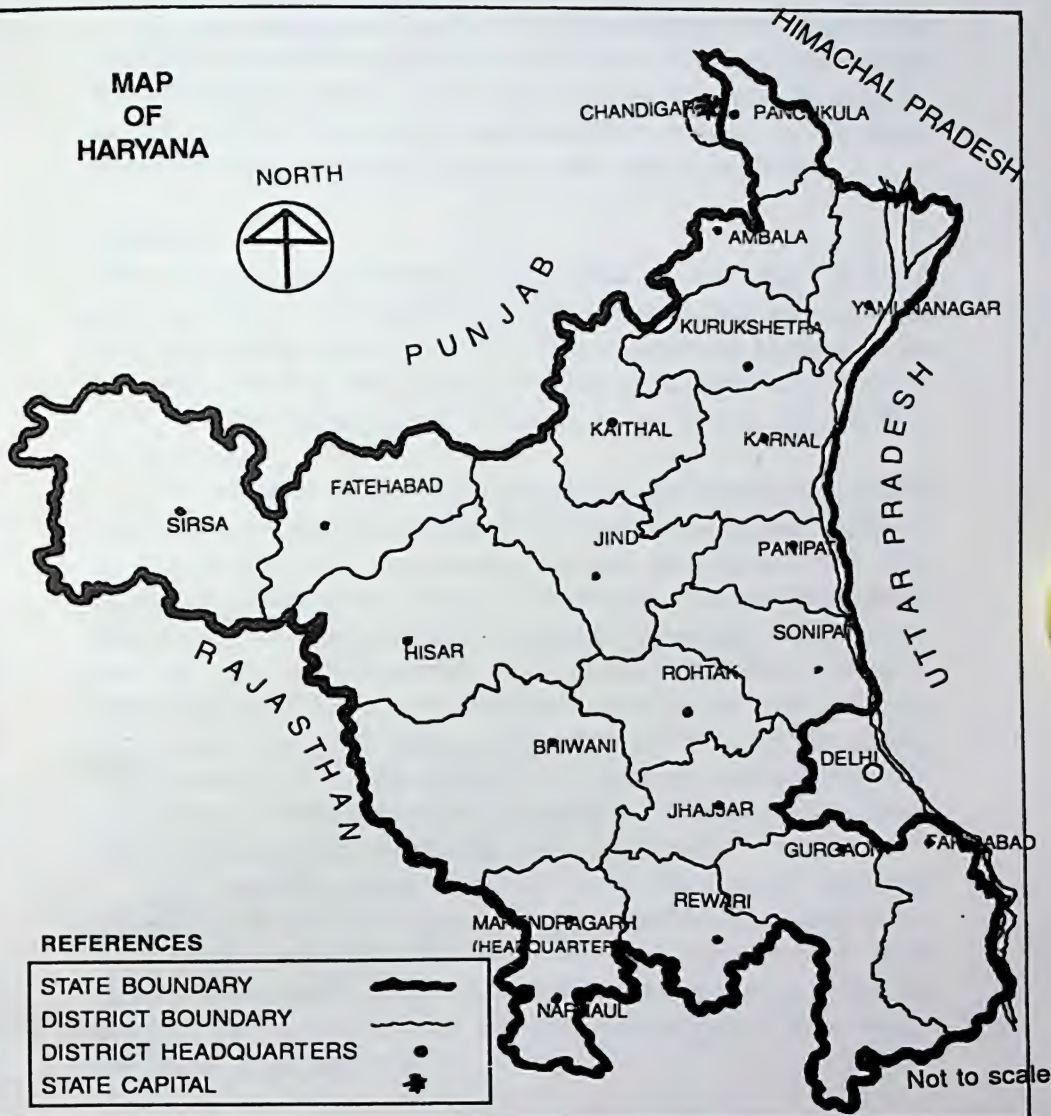 MAP
OF
HARYANA
NORTH
HIMACHAL PRADESH
CHANDIGARH
PANCHKULA
AMBALA
PUNJAB
YAMUNANAGAR
KURUKSHETRA
UTTAR PRADESH
KAITHAL
KARNAL
FATEHABAD
SIRSA
JIND
PANIPAT
SONIPAT
HISAR
ROHTAK
RAJASTHAN
BHIWANI
DELHI
JHAJJAR
GURGAON
FARIDABAD
REWARI
MAHENDRAGARH
(HEADQUARTER)
NARNAUL
REFERENCES
STATE BOUNDARY
DISTRICT BOUNDARY
DISTRICT HEADQUARTERS
STATE CAPITAL
Not to scale